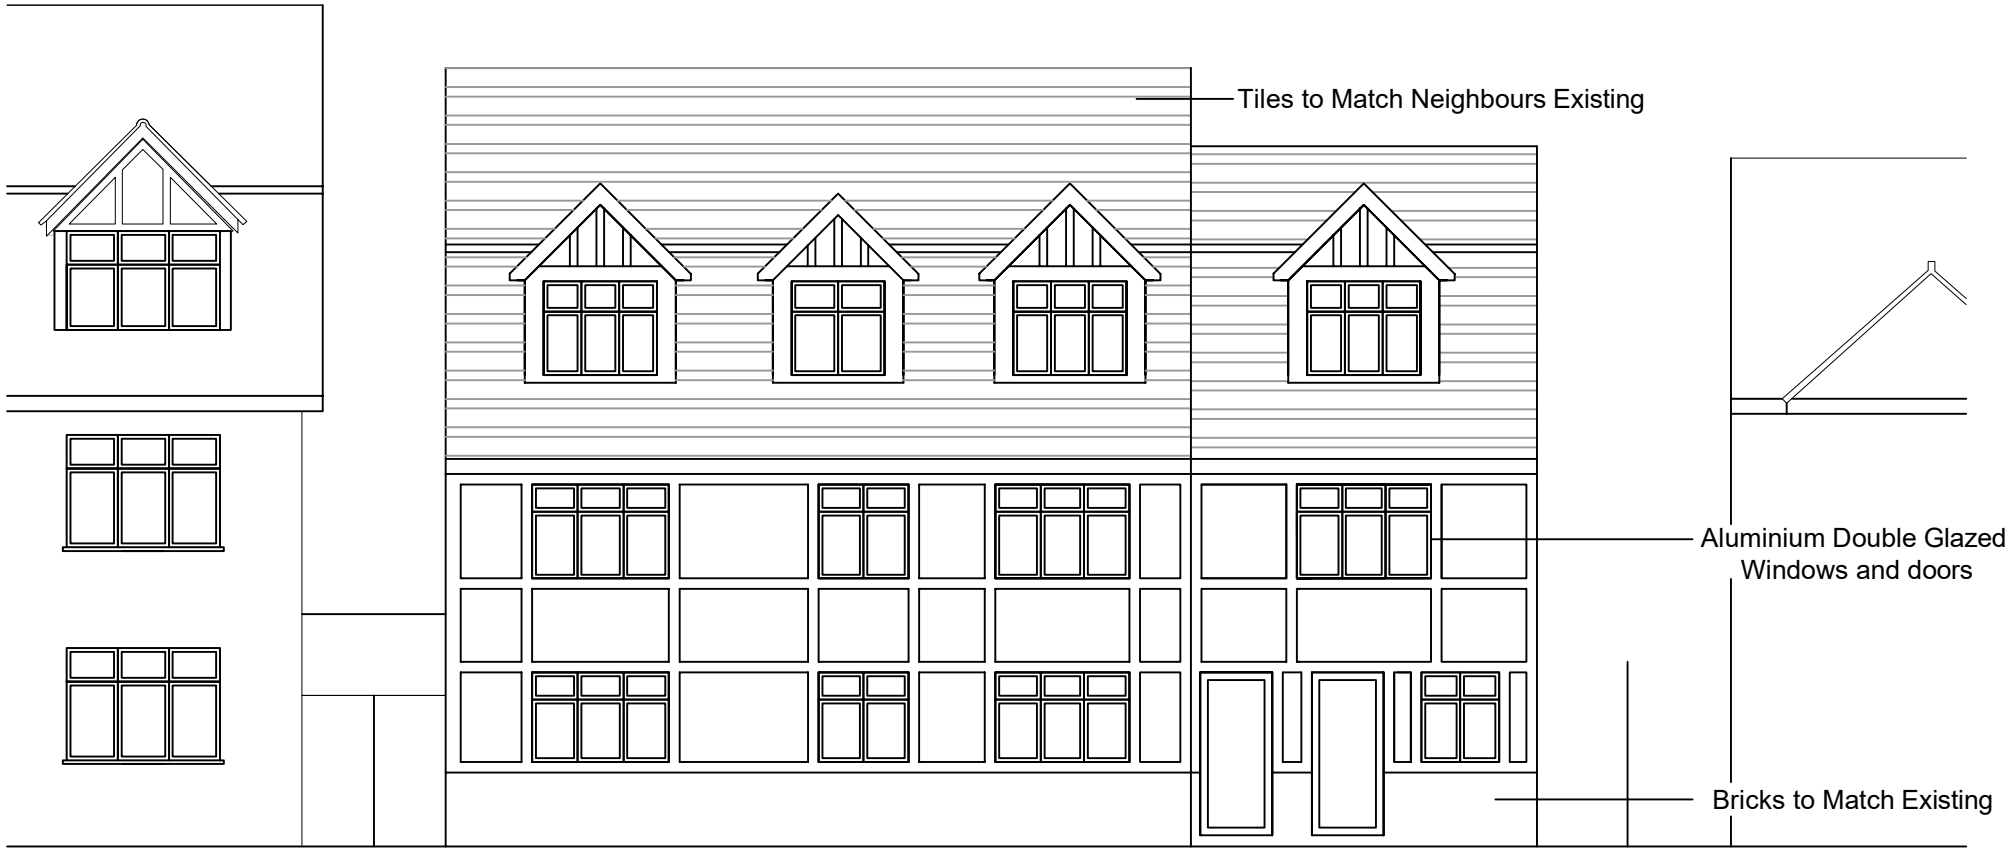 Tiles to Match Neighbours Existing
Aluminium Double Glazed
Windows and doors
Bricks to Match Existing